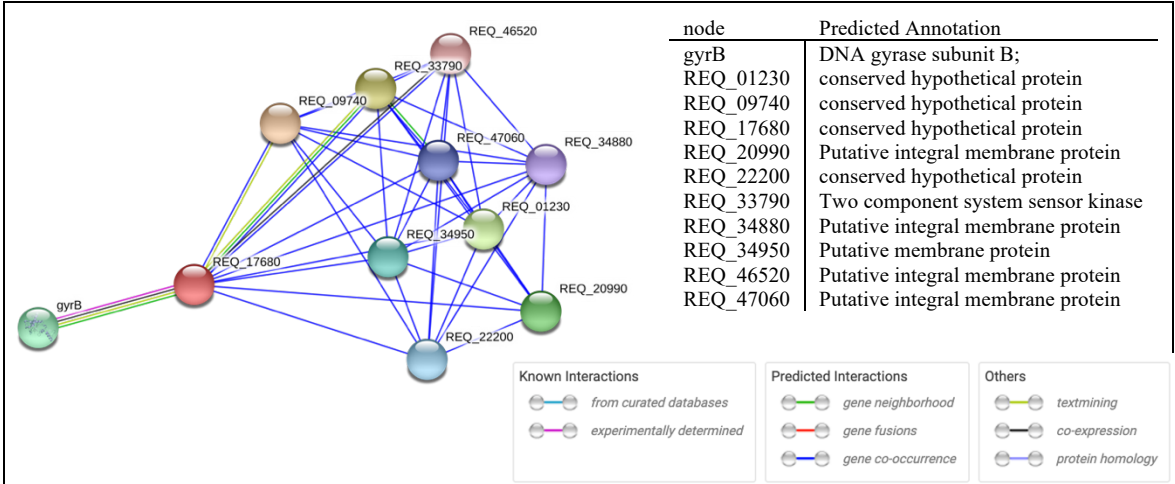 REQ_46520
REQ_33790
REQ_09740
REQ_47060
REQ_34880
REQ_01230
REQ_34950
REQ_17680
REQ_20990
gyrB
REQ_22200
node Predicted Annotation
gyrB DNA gyrase subunit B;
REQ_01230 conserved hypothetical protein
REQ_09740 conserved hypothetical protein
REQ_17680 conserved hypothetical protein
REQ_20990 Putative integral membrane protein
REQ_22200 conserved hypothetical protein
REQ_33790 Two component system sensor kinase
REQ_34880 Putative integral membrane protein
REQ_34950 Putative membrane protein
REQ_46520 Putative integral membrane protein
REQ_47060 Putative integral membrane protein
Known Interactions
from curated databases
experimentally determined
Predicted Interactions
gene neighborhood
gene fusions
gene co-occurrence
Others
textmining
co-expression
protein homology